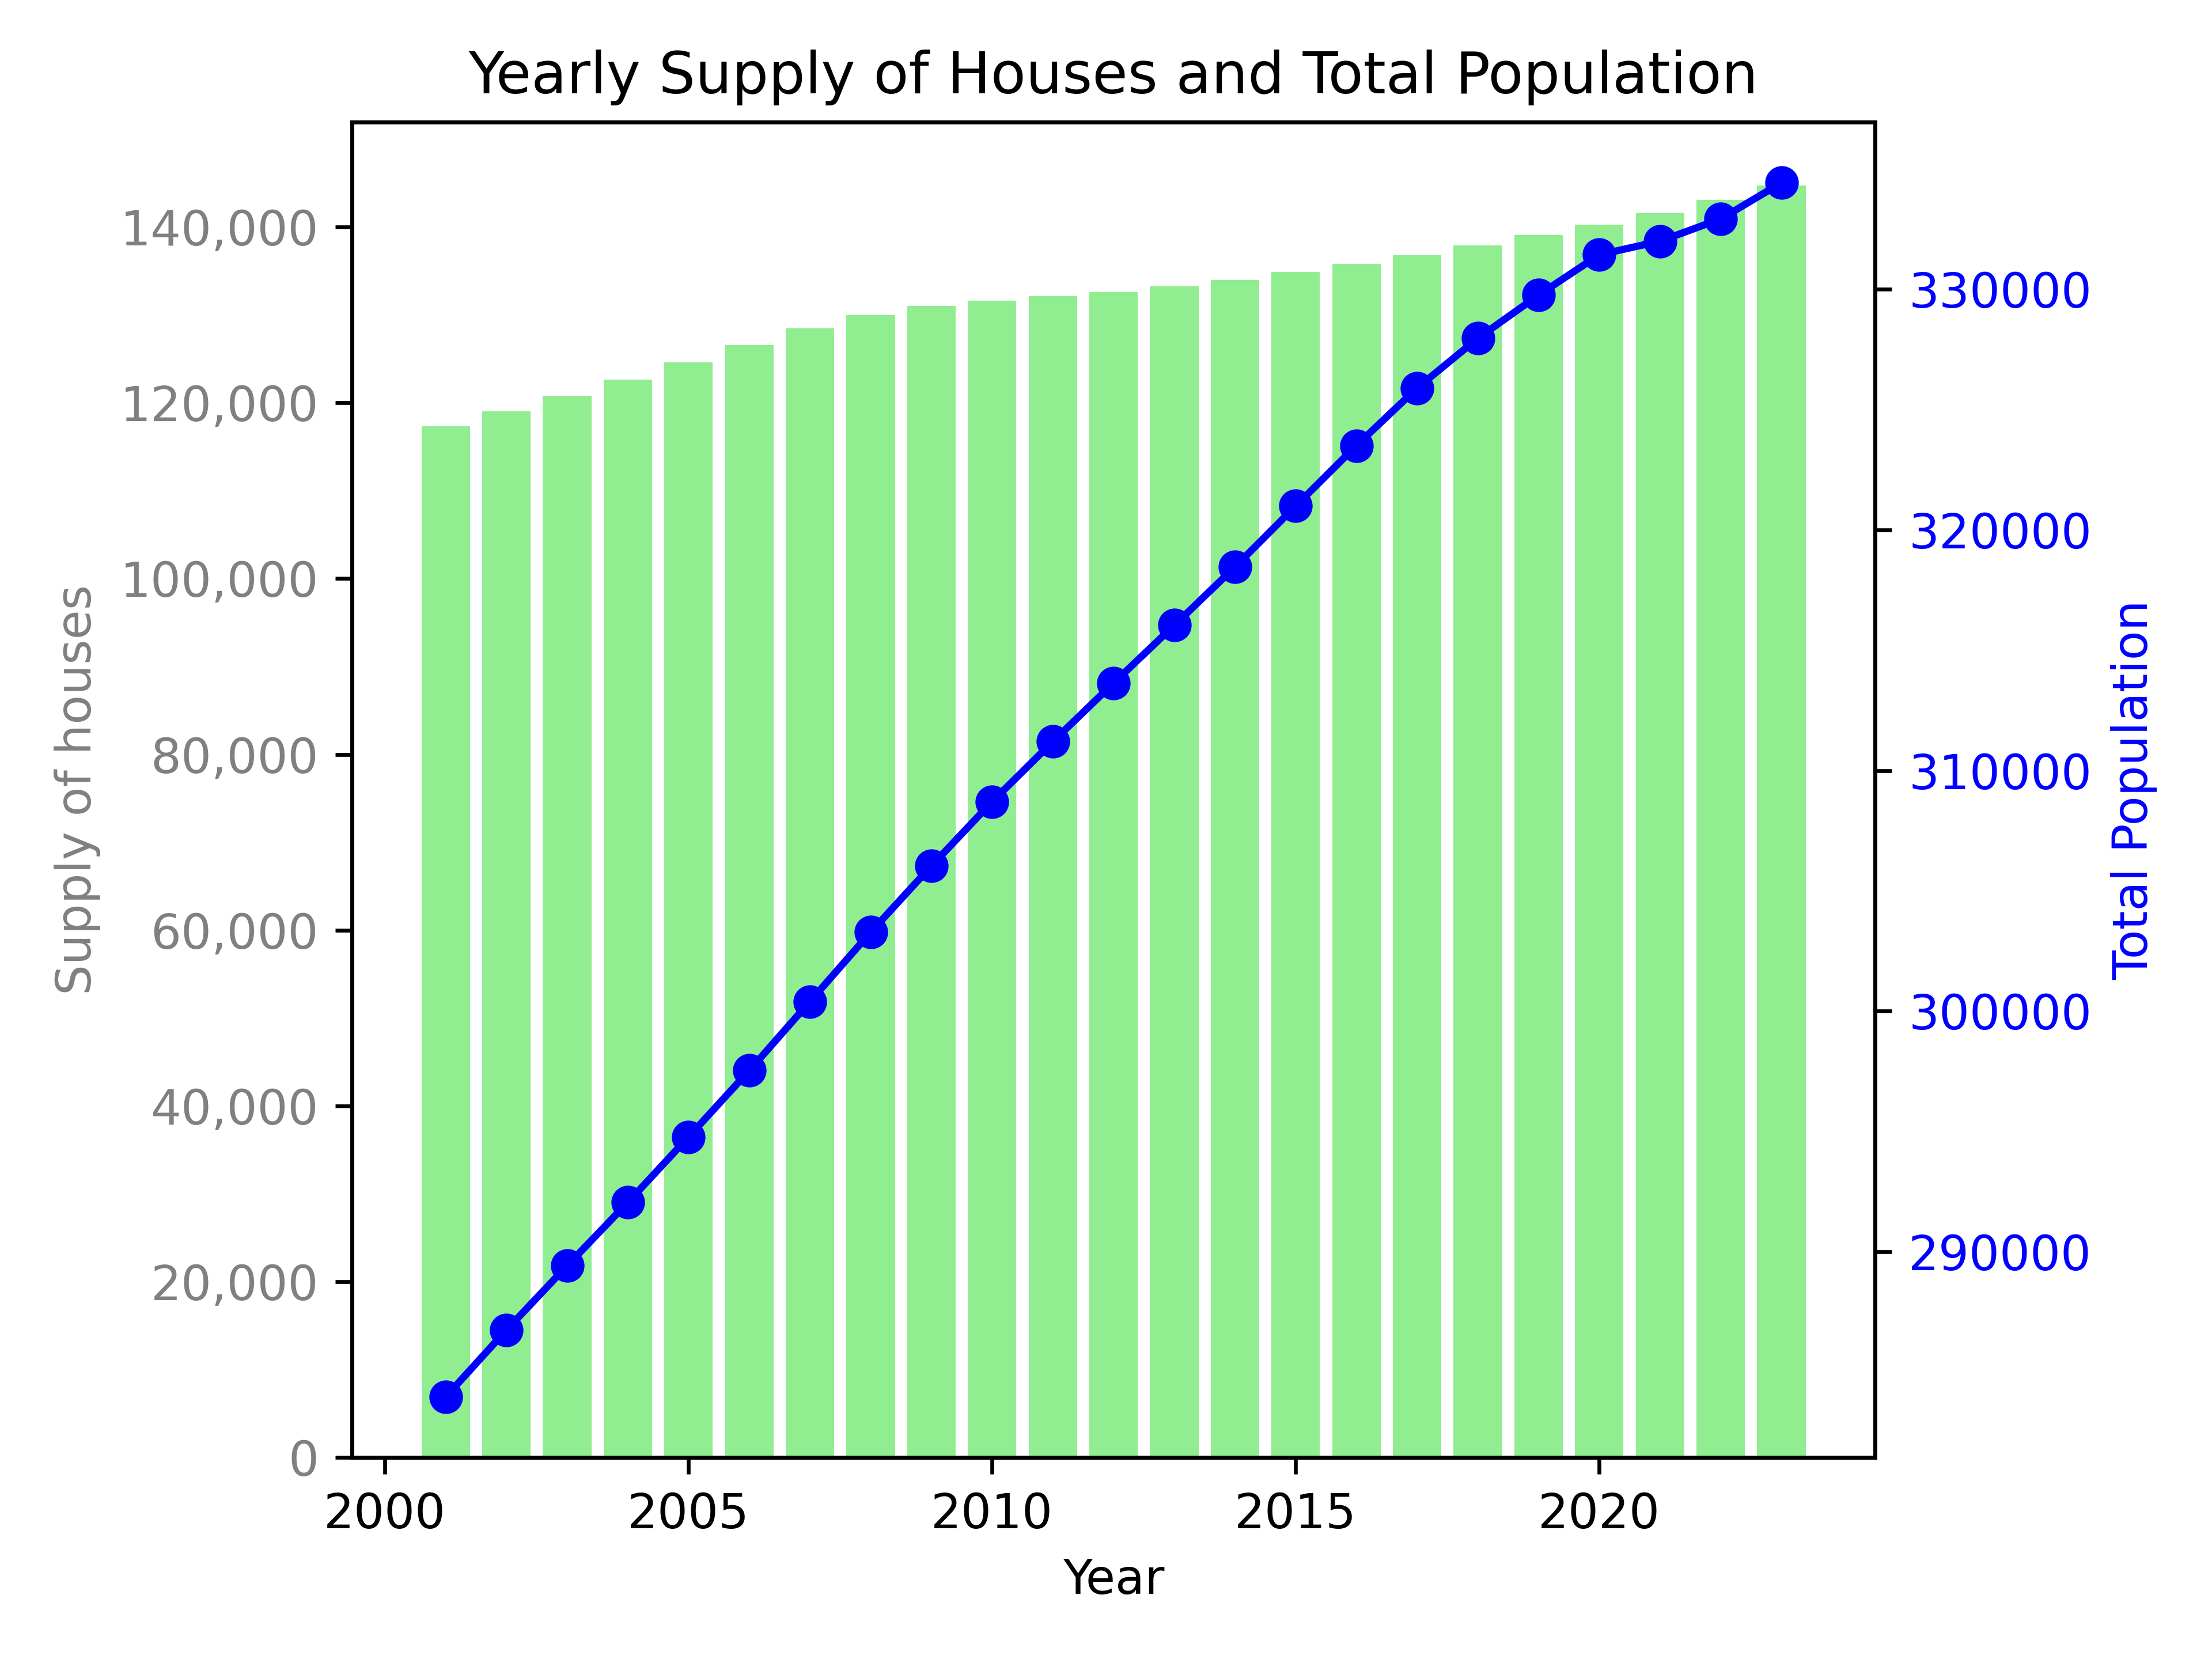 Yearly Supply of Houses and Total Population
140,000
120,000
100,000
80,000
60,000
40,000
20,000
0
Supply of houses
330000
320000
310000
300000
290000
Total Population
2000 2005 2010 2015 2020
Year